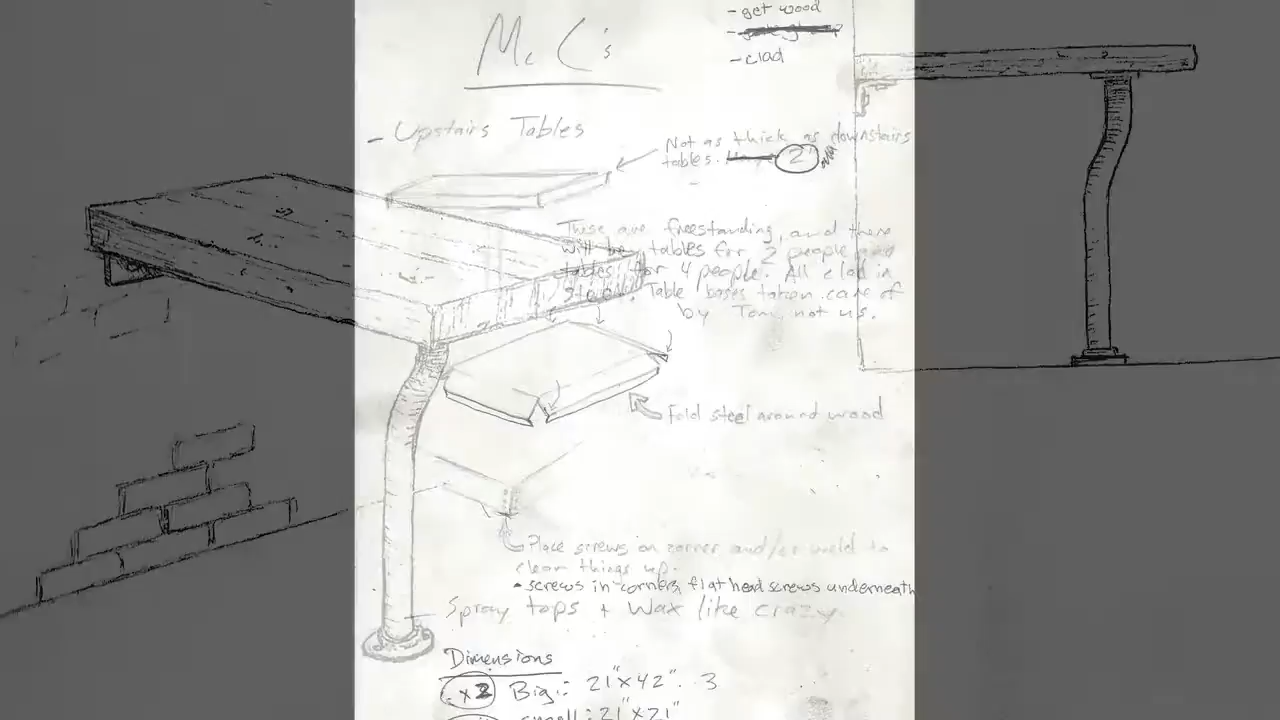 Mc C's
- get wood
- clad
- Upstairs Tables
Not as thick as downstairs
tables. 2"
These are freestanding, and there
will be tables for 2 people and
tables for 4 people. All clad in
steel. Table bases taken care of
by Tom, not us.
Fold steel around wood
Place screws on corner and/or weld to
clean things up.
• screws in corners, flat head screws underneath
Spray tops + wax like crazy.
Dimensions
x2 Big: 21"x42". 3
small: 21"x21"